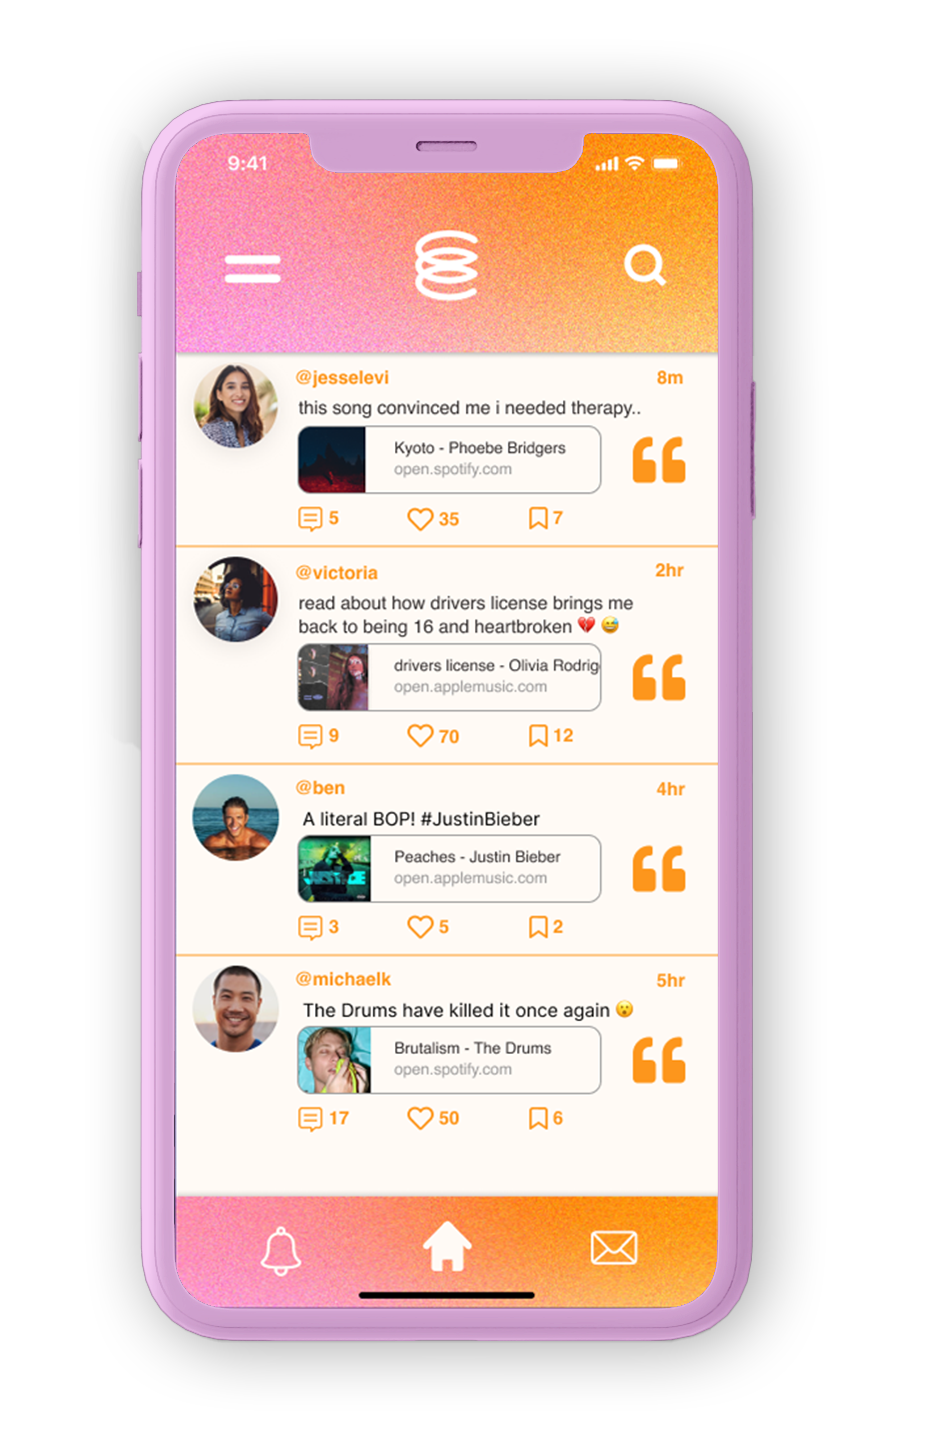 9:41
@jesselevi 8m
this song convinced me i needed therapy..
Kyoto - Phoebe Bridgers
open.spotify.com
5 35 7
@victoria 2hr
read about how drivers license brings me
back to being 16 and heartbroken 💔 😅
drivers license - Olivia Rodrig
open.applemusic.com
9 70 12
@ben 4hr
A literal BOP! #JustinBieber
Peaches - Justin Bieber
open.applemusic.com
3 5 2
@michaelk 5hr
The Drums have killed it once again 😮
Brutalism - The Drums
open.spotify.com
17 50 6